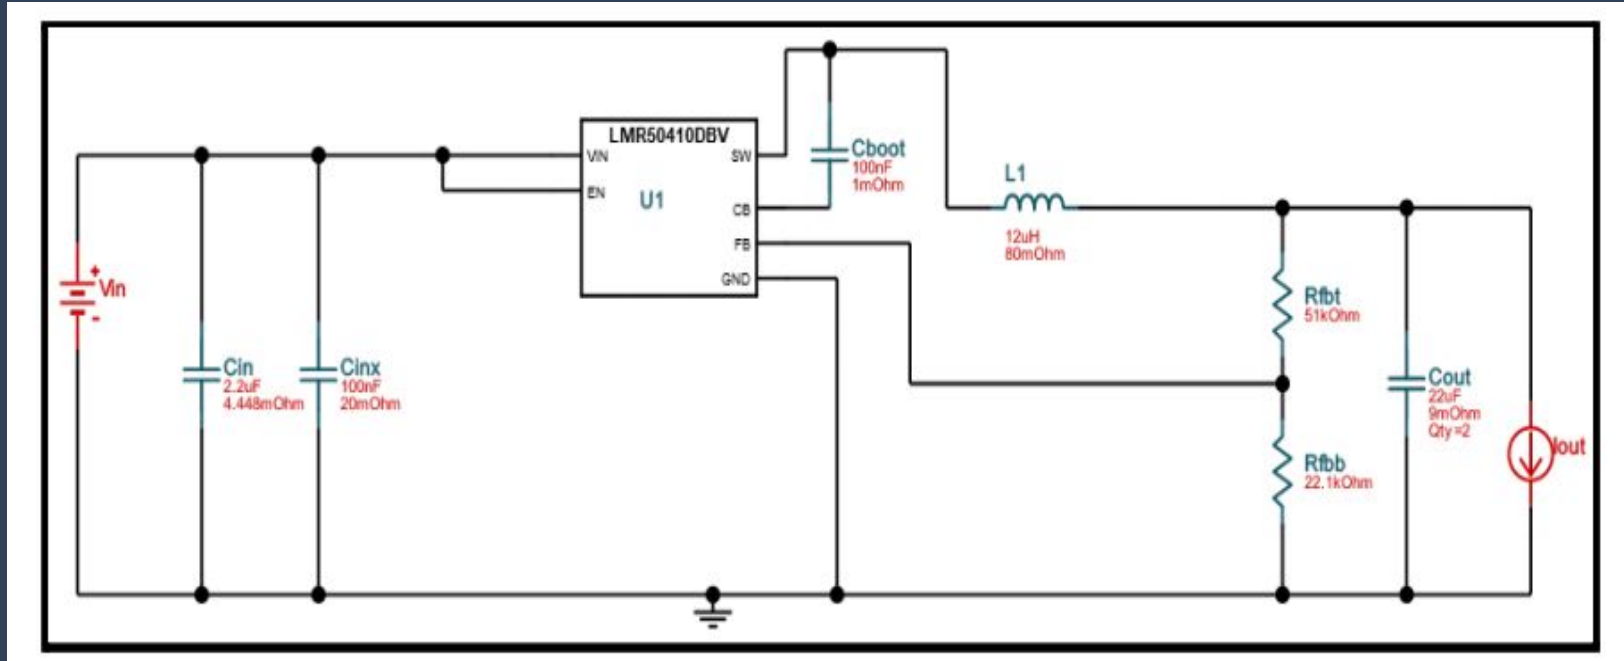 LMR50410DBV
VIN
SW
EN
U1
CB
FB
GND
Cboot
100nF
1mOhm
L1
12uH
80mOhm
+
Vin
-
Cin
2.2uF
4.448mOhm
Cinx
100nF
20mOhm
Rfbt
51kOhm
Cout
22uF
9mOhm
Qty=2
Rfbb
22.1kOhm
Iout